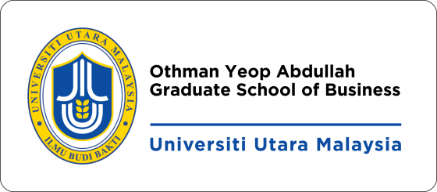 UNIVERSITI UTARA MALAYSIA
ILMU BUDI BAKTI
Othman Yeop Abdullah
Graduate School of Business
Universiti Utara Malaysia